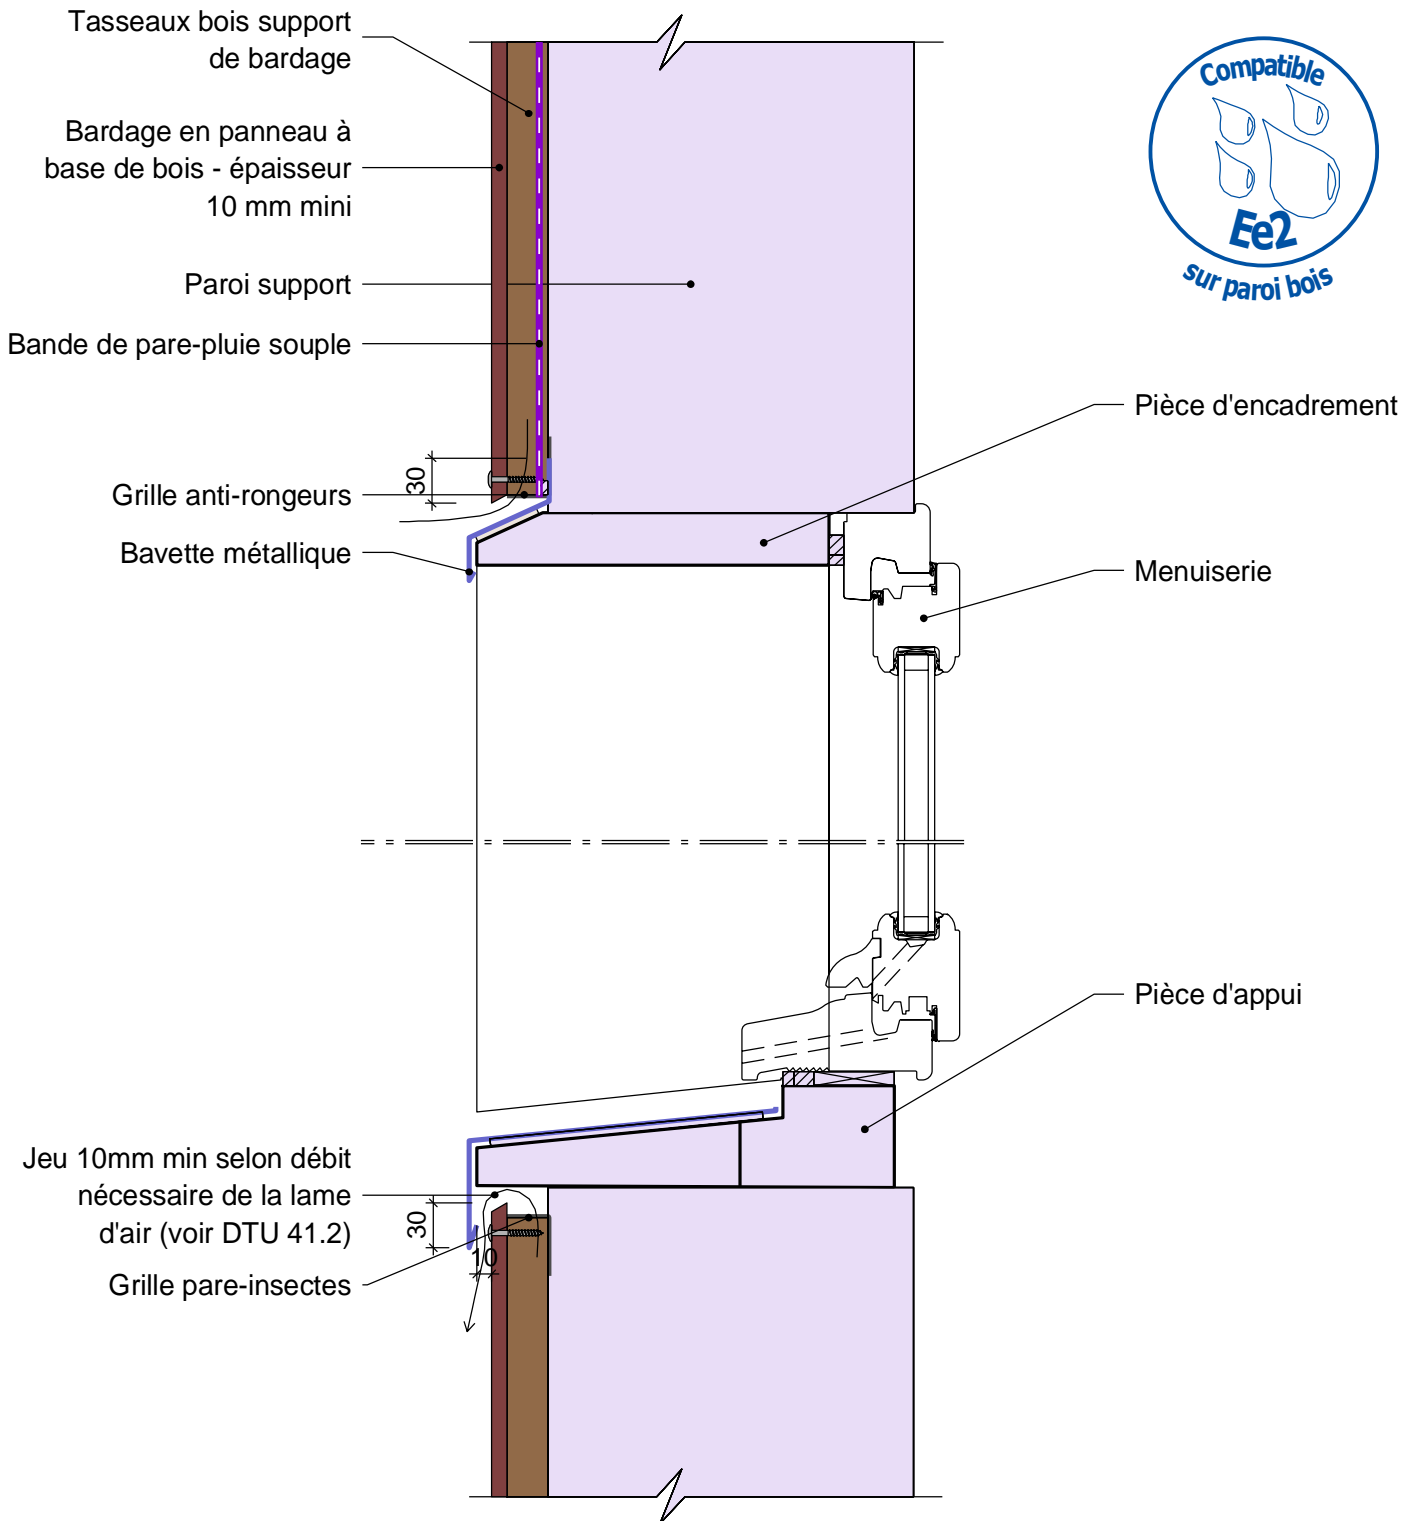 Tasseaux bois support
de bardage
Bardage en panneau à
base de bois - épaisseur
10 mm mini
Paroi support
Bande de pare-pluie souple
30
Grille anti-rongeurs
Bavette métallique
Compatible
Ee2
sur paroi bois
Pièce d'encadrement
Menuiserie
Pièce d'appui
Jeu 10mm min selon débit
nécessaire de la lame
d'air (voir DTU 41.2)
30
10
Grille pare-insectes